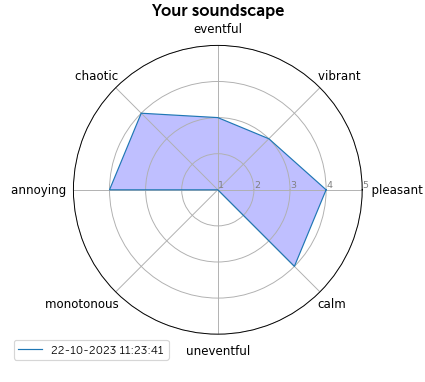 Your soundscape
eventful
chaotic
vibrant
annoying
1 2 3 4 5
pleasant
monotonous
calm
22-10-2023 11:23:41
uneventful